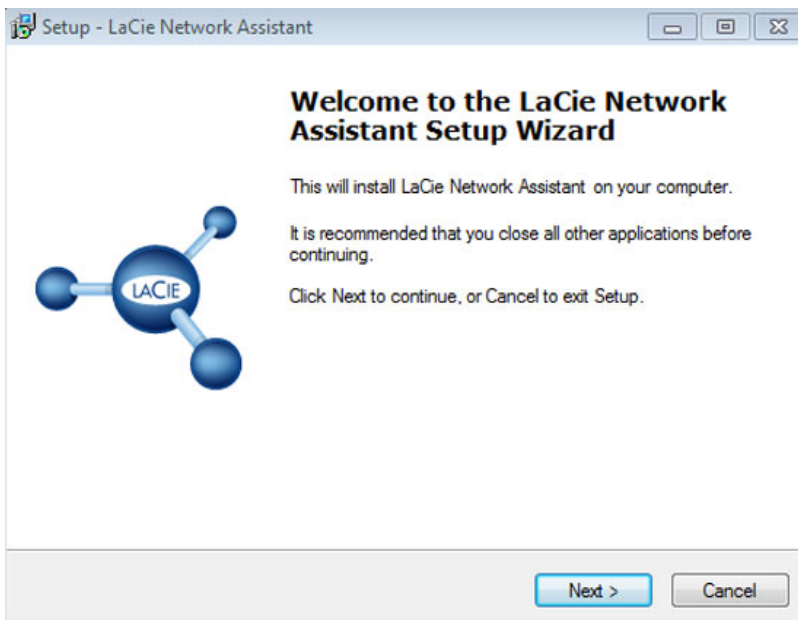 Setup - LaCie Network Assistant
Welcome to the LaCie Network
Assistant Setup Wizard
This will install LaCie Network Assistant on your computer.
It is recommended that you close all other applications before
continuing.
Click Next to continue, or Cancel to exit Setup.
LACIE
Next >
Cancel